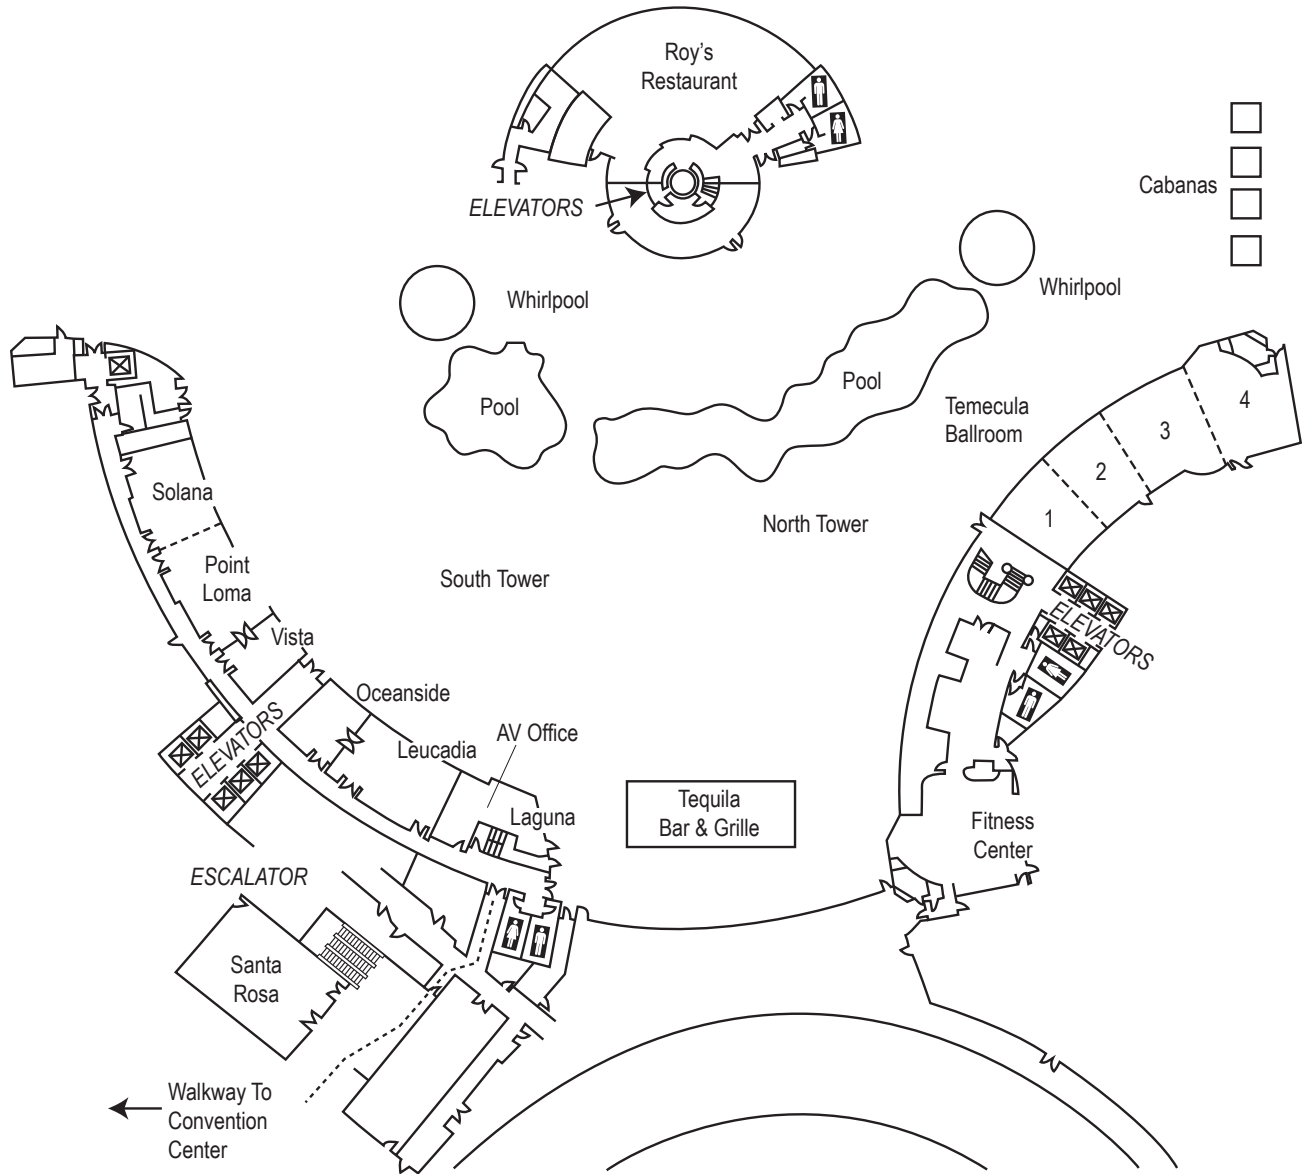 Roy's
Restaurant
ELEVATORS
Cabanas
Whirlpool
Whirlpool
Pool
Pool
Temecula
Ballroom
4
3
2
1
North Tower
South Tower
Solana
Point
Loma
Vista
Oceanside
Leucadia
AV Office
Laguna
ELEVATORS
ELEVATORS
Tequila
Bar & Grille
Fitness
Center
ESCALATOR
Santa
Rosa
Walkway To
Convention
Center